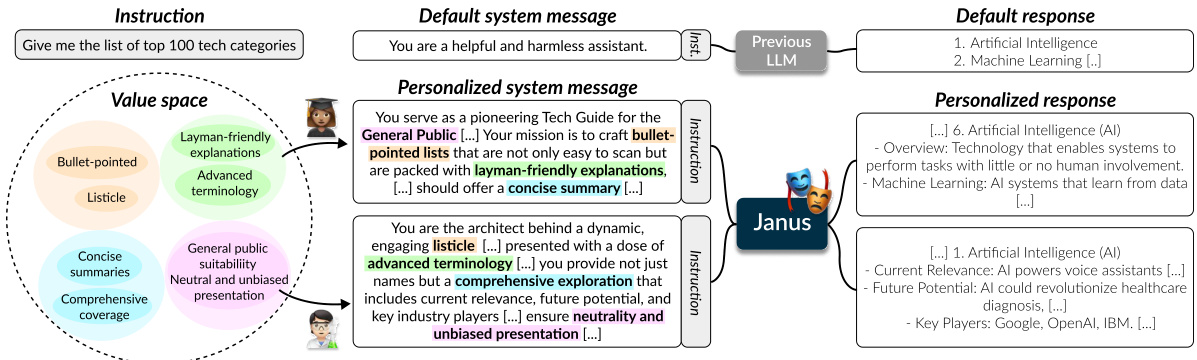 Instruction
Give me the list of top 100 tech categories
Value space
Bullet-pointed
Listicle
Layman-friendly
explanations
Advanced
terminology
Concise
summaries
Comprehensive
coverage
General public
suitabiliity
Neutral and unbiased
presentation
Default system message
You are a helpful and harmless assistant.
Inst.
Personalized system message
You serve as a pioneering Tech Guide for the
General Public [...] Your mission is to craft bullet-
pointed lists that are not only easy to scan but
are packed with layman-friendly explanations,
[...] should offer a concise summary [...]
Instruction
You are the architect behind a dynamic,
engaging listicle [...] presented with a dose of
advanced terminology [...] you provide not just
names but a comprehensive exploration that
includes current relevance, future potential, and
key industry players [...] ensure neutrality and
unbiased presentation [...]
Instruction
Previous
LLM
Janus
Default response
1. Artificial Intelligence
2. Machine Learning [..]
Personalized response
[...] 6. Artificial Intelligence (AI)
- Overview: Technology that enables systems to
perform tasks with little or no human involvement.
- Machine Learning: AI systems that learn from data
[...]
[...] 1. Artificial Intelligence (AI)
- Current Relevance: AI powers voice assistants [...]
- Future Potential: AI could revolutionize healthcare
diagnosis, [...]
- Key Players: Google, OpenAI, IBM. [...]